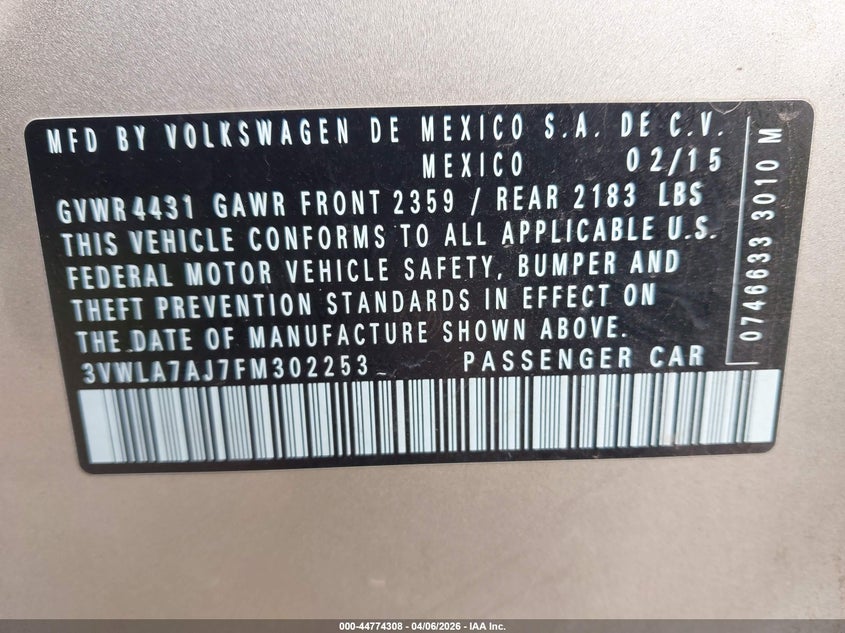 MFD BY VOLKSWAGEN DE MEXICO S.A. DE C.V.
MEXICO 02/15
GVWR 4431 GAWR FRONT 2359 / REAR 2183 LBS
THIS VEHICLE CONFORMS TO ALL APPLICABLE U.S.
FEDERAL MOTOR VEHICLE SAFETY, BUMPER AND
THEFT PREVENTION STANDARDS IN EFFECT ON
THE DATE OF MANUFACTURE SHOWN ABOVE.
3VWLA7AJ7FM302253 PASSENGER CAR
0746633 3010 M
000-44774308 - 04/06/2026 - IAA Inc.